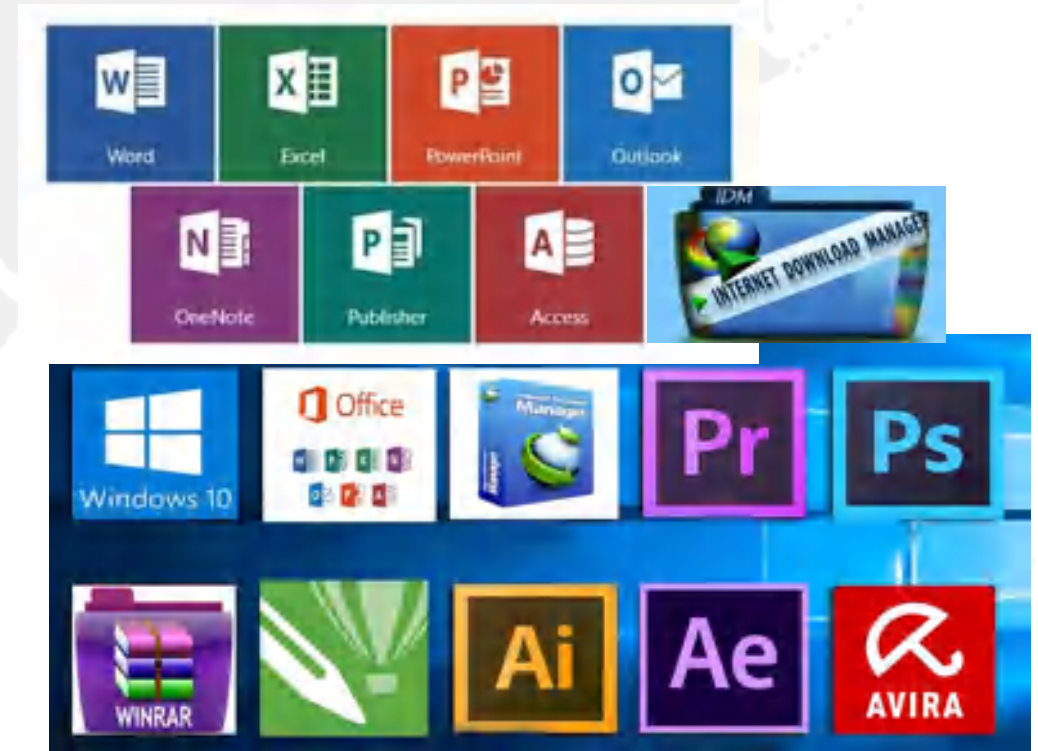 W
X
P
O
Word
Excel
PowerPoint
Outlook
IDM
INTERNET DOWNLOAD MANAGER
N
P
A
OneNote
Publisher
Access
Office
Manager
Pr
Ps
Windows 10
WINRAR
Ai
Ae
AVIRA